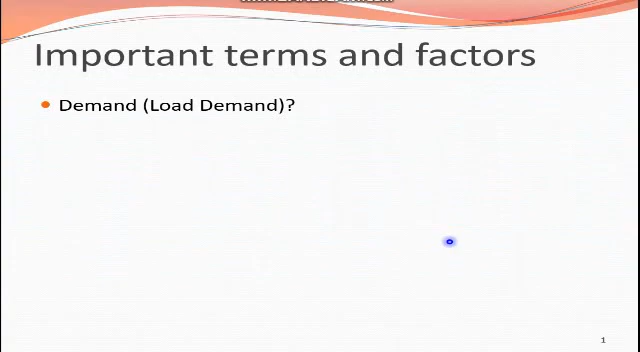 Important terms and factors
Demand (Load Demand)?
1